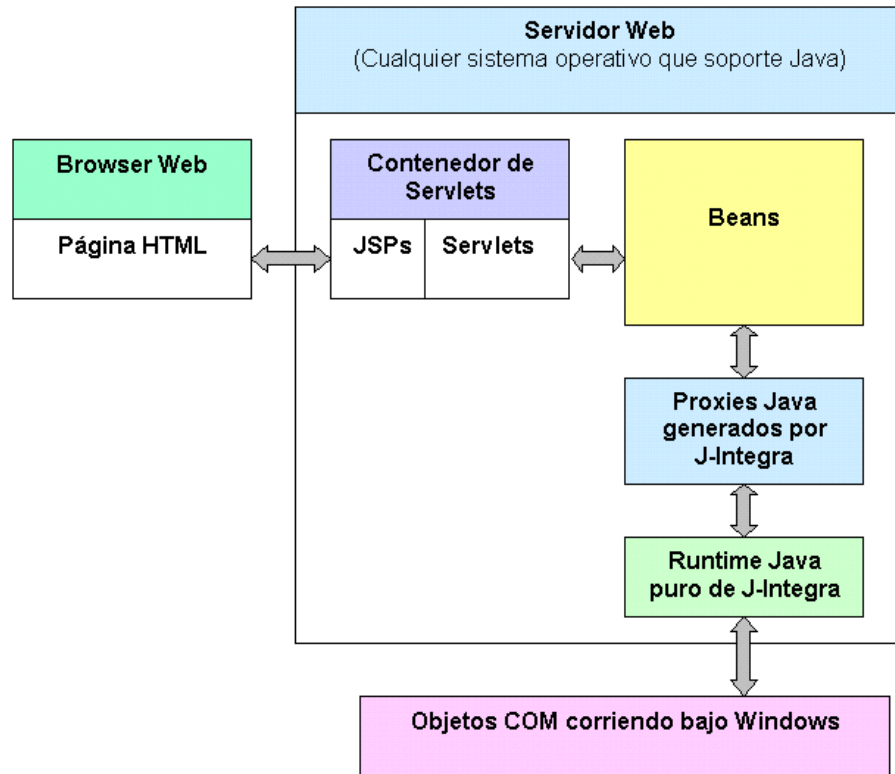 Servidor Web
(Cualquier sistema operativo que soporte Java)
Browser Web
Página HTML
Contenedor de
Servlets
JSPs
Servlets
Beans
Proxies Java
generados por
J-Integra
Runtime Java
puro de J-Integra
Objetos COM corriendo bajo Windows